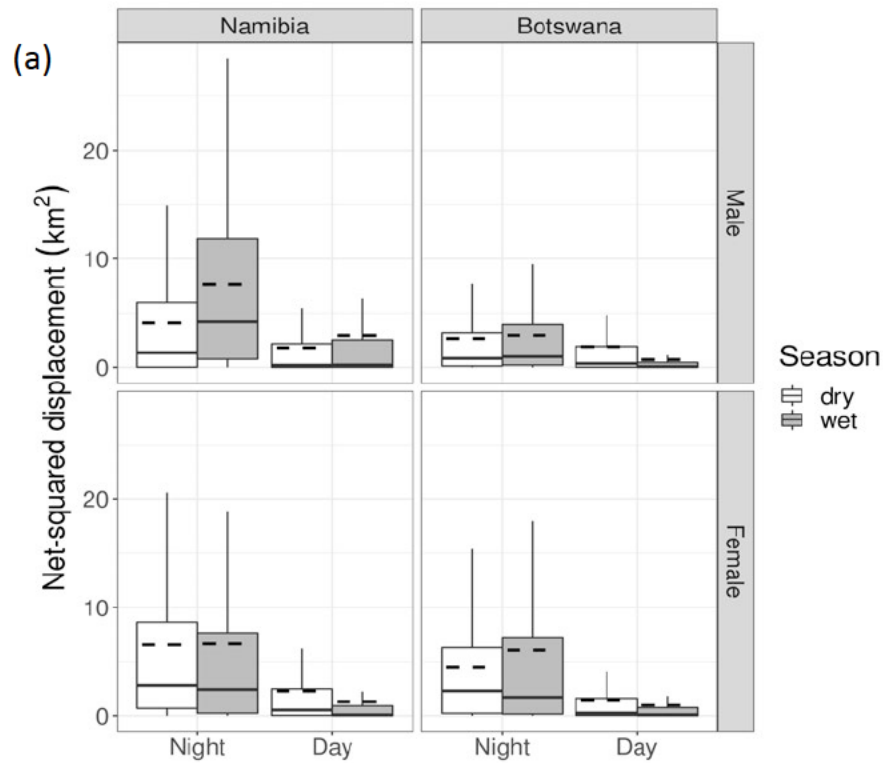 (a)
Namibia
Botswana
Net-squared displacement (km²)
20
10
0
Male
20
10
0
Female
Night
Day
Night
Day
Season
dry
wet